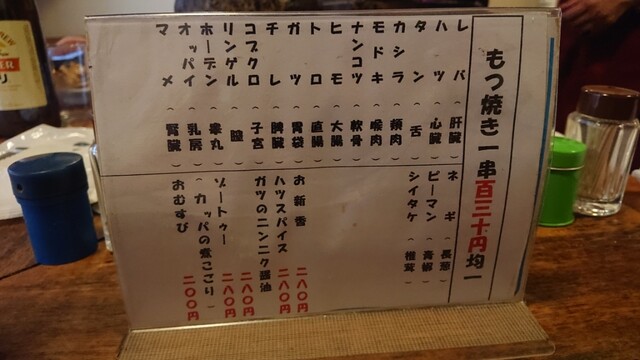 もつ焼き一串百三十円均一
レバ（肝臓）
ハツ（心臓）
タン（舌）
カシラ（頬肉）
モドキ（喉肉）
ナンコツ（軟骨）
ヒモ（大腸）
トロ（直腸）
ガツ（胃袋）
チレ（脾臓）
コブクロ（子宮）
リンゲル（膣）
ホーデン（睾丸）
オッパイ（乳房）
マメ（腎臓）
ネギ（長葱）
ピーマン（青椒）
シイタケ（椎茸）
お新香 二八〇円
ハツスパイス 二八〇円
ガツのニンニク醤油 二八〇円
ゾートゥー 二八〇円
（カッパの煮こごり）
おむすび 二〇〇円